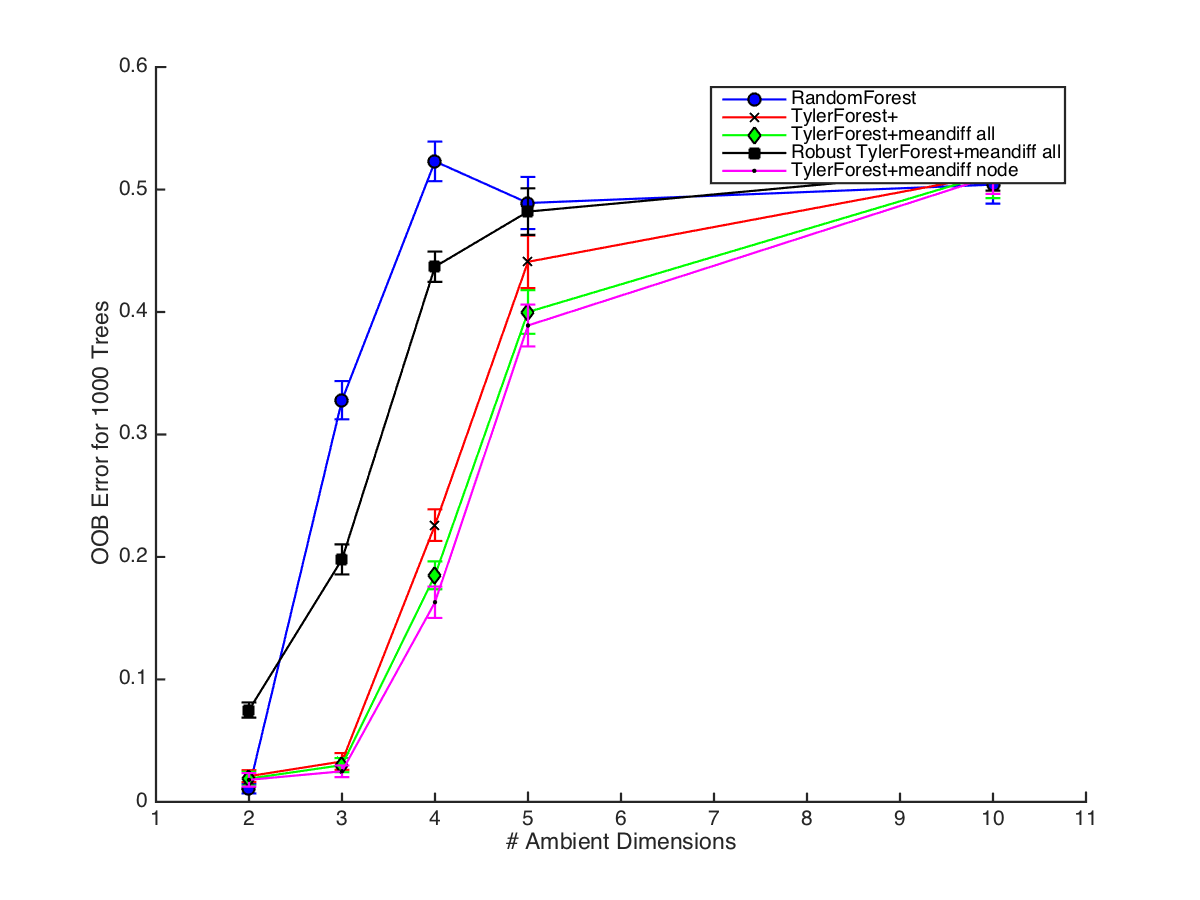 0.6
0.5
0.4
0.3
0.2
0.1
0
OOB Error for 1000 Trees
RandomForest
TylerForest+
TylerForest+meandiff all
Robust TylerForest+meandiff all
TylerForest+meandiff node
1 2 3 4 5 6 7 8 9 10 11
# Ambient Dimensions